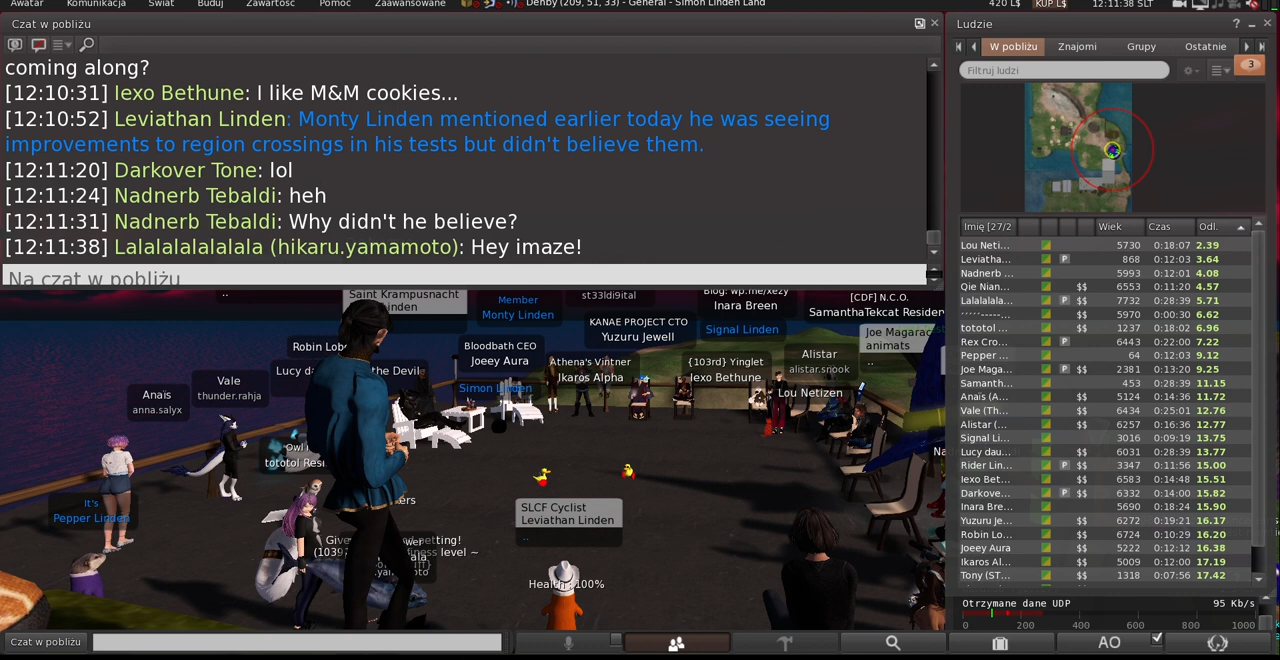 Awatar Komunikacja Świat Buduj Zawartość Pomoc Zaawansowane Denby (209, 51, 33) - General - Simon Linden Land 420 L$ KUP L$ 12:11:38 SLT
Czat w pobliżu
coming along?
[12:10:31] Iexo Bethune: I like M&M cookies...
[12:10:52] Leviathan Linden: Monty Linden mentioned earlier today he was seeing
improvements to region crossings in his tests but didn't believe them.
[12:11:20] Darkover Tone: lol
[12:11:24] Nadnerb Tebaldi: heh
[12:11:31] Nadnerb Tebaldi: Why didn't he believe?
[12:11:38] Lalalalalalalala (hikaru.yamamoto): Hey imaze!
Na czat w pobliżu
Saint Krampusnacht
Linden
Member
Monty Linden
st33ldi9ital
Blog: wp.me/xezy
Inara Breen
[CDF] N.C.O.
SamanthaTekcat Residen
KANAE PROJECT CTO
Yuzuru Jewell
Signal Linden
Joe Magarac
animats
..
Robin Lob
Bloodbath CEO
Joeey Aura
Athena's Vintner
Ikaros Alpha
{103rd} Yinglet
Iexo Bethune
Alistar
alistar.snook
Lucy d
the Devil
Simon Linden
Lou Netizen
Vale
thunder.rahja
Anaïs
anna.salyx
Owl
tototol Resi
Na
It's
Pepper Linden
ers
SLCF Cyclist
Leviathan Linden
..
Give
etting!
(1039
finess level ~
Health 100%
Czat w pobliżu
Ludzie
? _ ×
W pobliżu Znajomi Grupy Ostatnie
Filtruj ludzi
3
Imię [27/2 Wiek Czas Odl.
Lou Neti... 5730 0:18:07 2.39
Leviatha... P 868 0:12:03 3.64
Nadnerb ... 5993 0:12:01 4.08
Qie Nian... $$ 6553 0:11:20 4.57
Lalalala... P $$ 7732 0:28:39 5.71
'''''-----... $$ 5970 0:00:30 6.62
tototol ... $$ 1237 0:18:02 6.96
Rex Cro... P 6443 0:22:00 7.22
Pepper ... 64 0:12:03 9.12
Joe Maga... P $$ 2381 0:13:20 9.25
Samanth... 453 0:28:39 11.15
Anaïs (A... $$ 5124 0:14:36 11.72
Vale (Th... $$ 6434 0:25:01 12.76
Alistar (... $$ 6257 0:16:36 12.77
Signal Li... 3016 0:09:19 13.75
Lucy dau... $$ 6031 0:28:39 13.77
Rider Lin... P $$ 3347 0:11:56 15.00
Iexo Bet... $$ 6583 0:14:48 15.51
Darkove... P $$ 6332 0:14:00 15.82
Inara Bre... 5690 0:18:24 15.90
Yuzuru Je... $$ 6272 0:19:21 16.17
Robin Lo... $$ 6724 0:10:29 16.20
Joeey Aura $$ 5222 0:12:12 16.38
Ikaros Al... $$ 5009 0:12:00 17.19
Tony (ST... $$ 1318 0:07:56 17.42
Otrzymane dane UDP 95 Kb/s
0 200 400 600 800 1000
AO